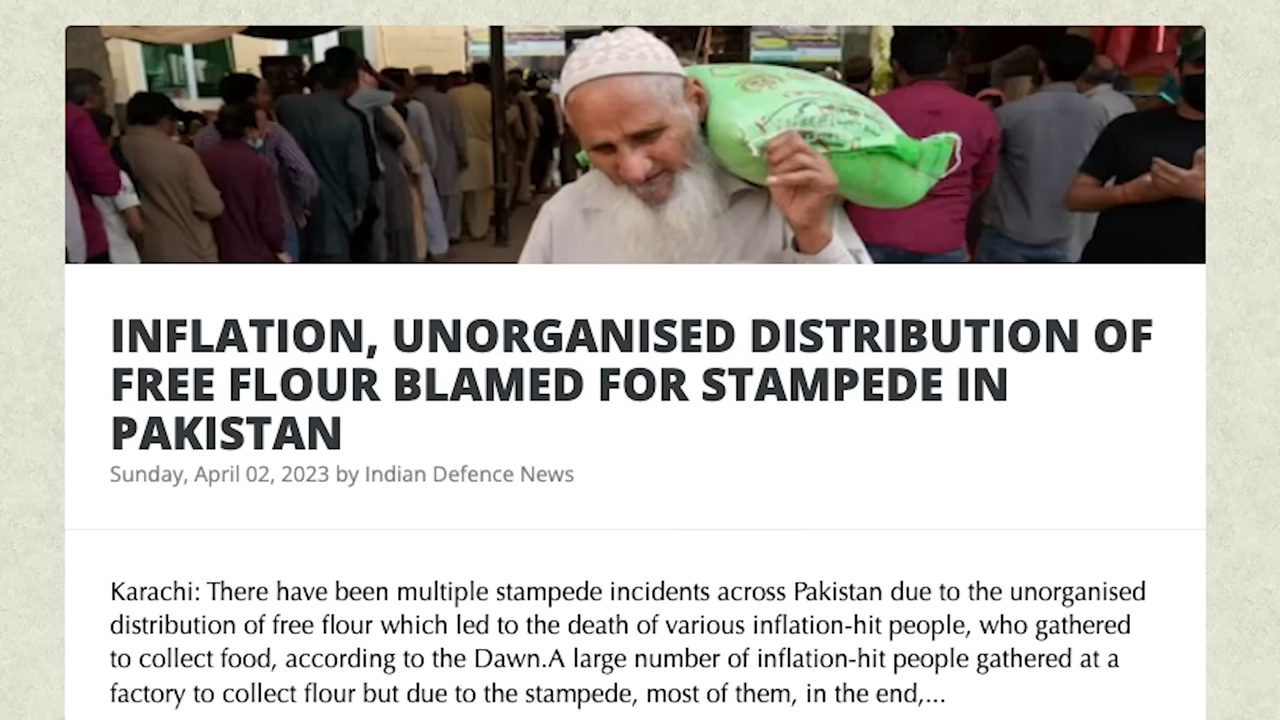 INFLATION, UNORGANISED DISTRIBUTION OF
FREE FLOUR BLAMED FOR STAMPEDE IN
PAKISTAN
Sunday, April 02, 2023 by Indian Defence News
Karachi: There have been multiple stampede incidents across Pakistan due to the unorganised
distribution of free flour which led to the death of various inflation-hit people, who gathered
to collect food, according to the Dawn.A large number of inflation-hit people gathered at a
factory to collect flour but due to the stampede, most of them, in the end,...